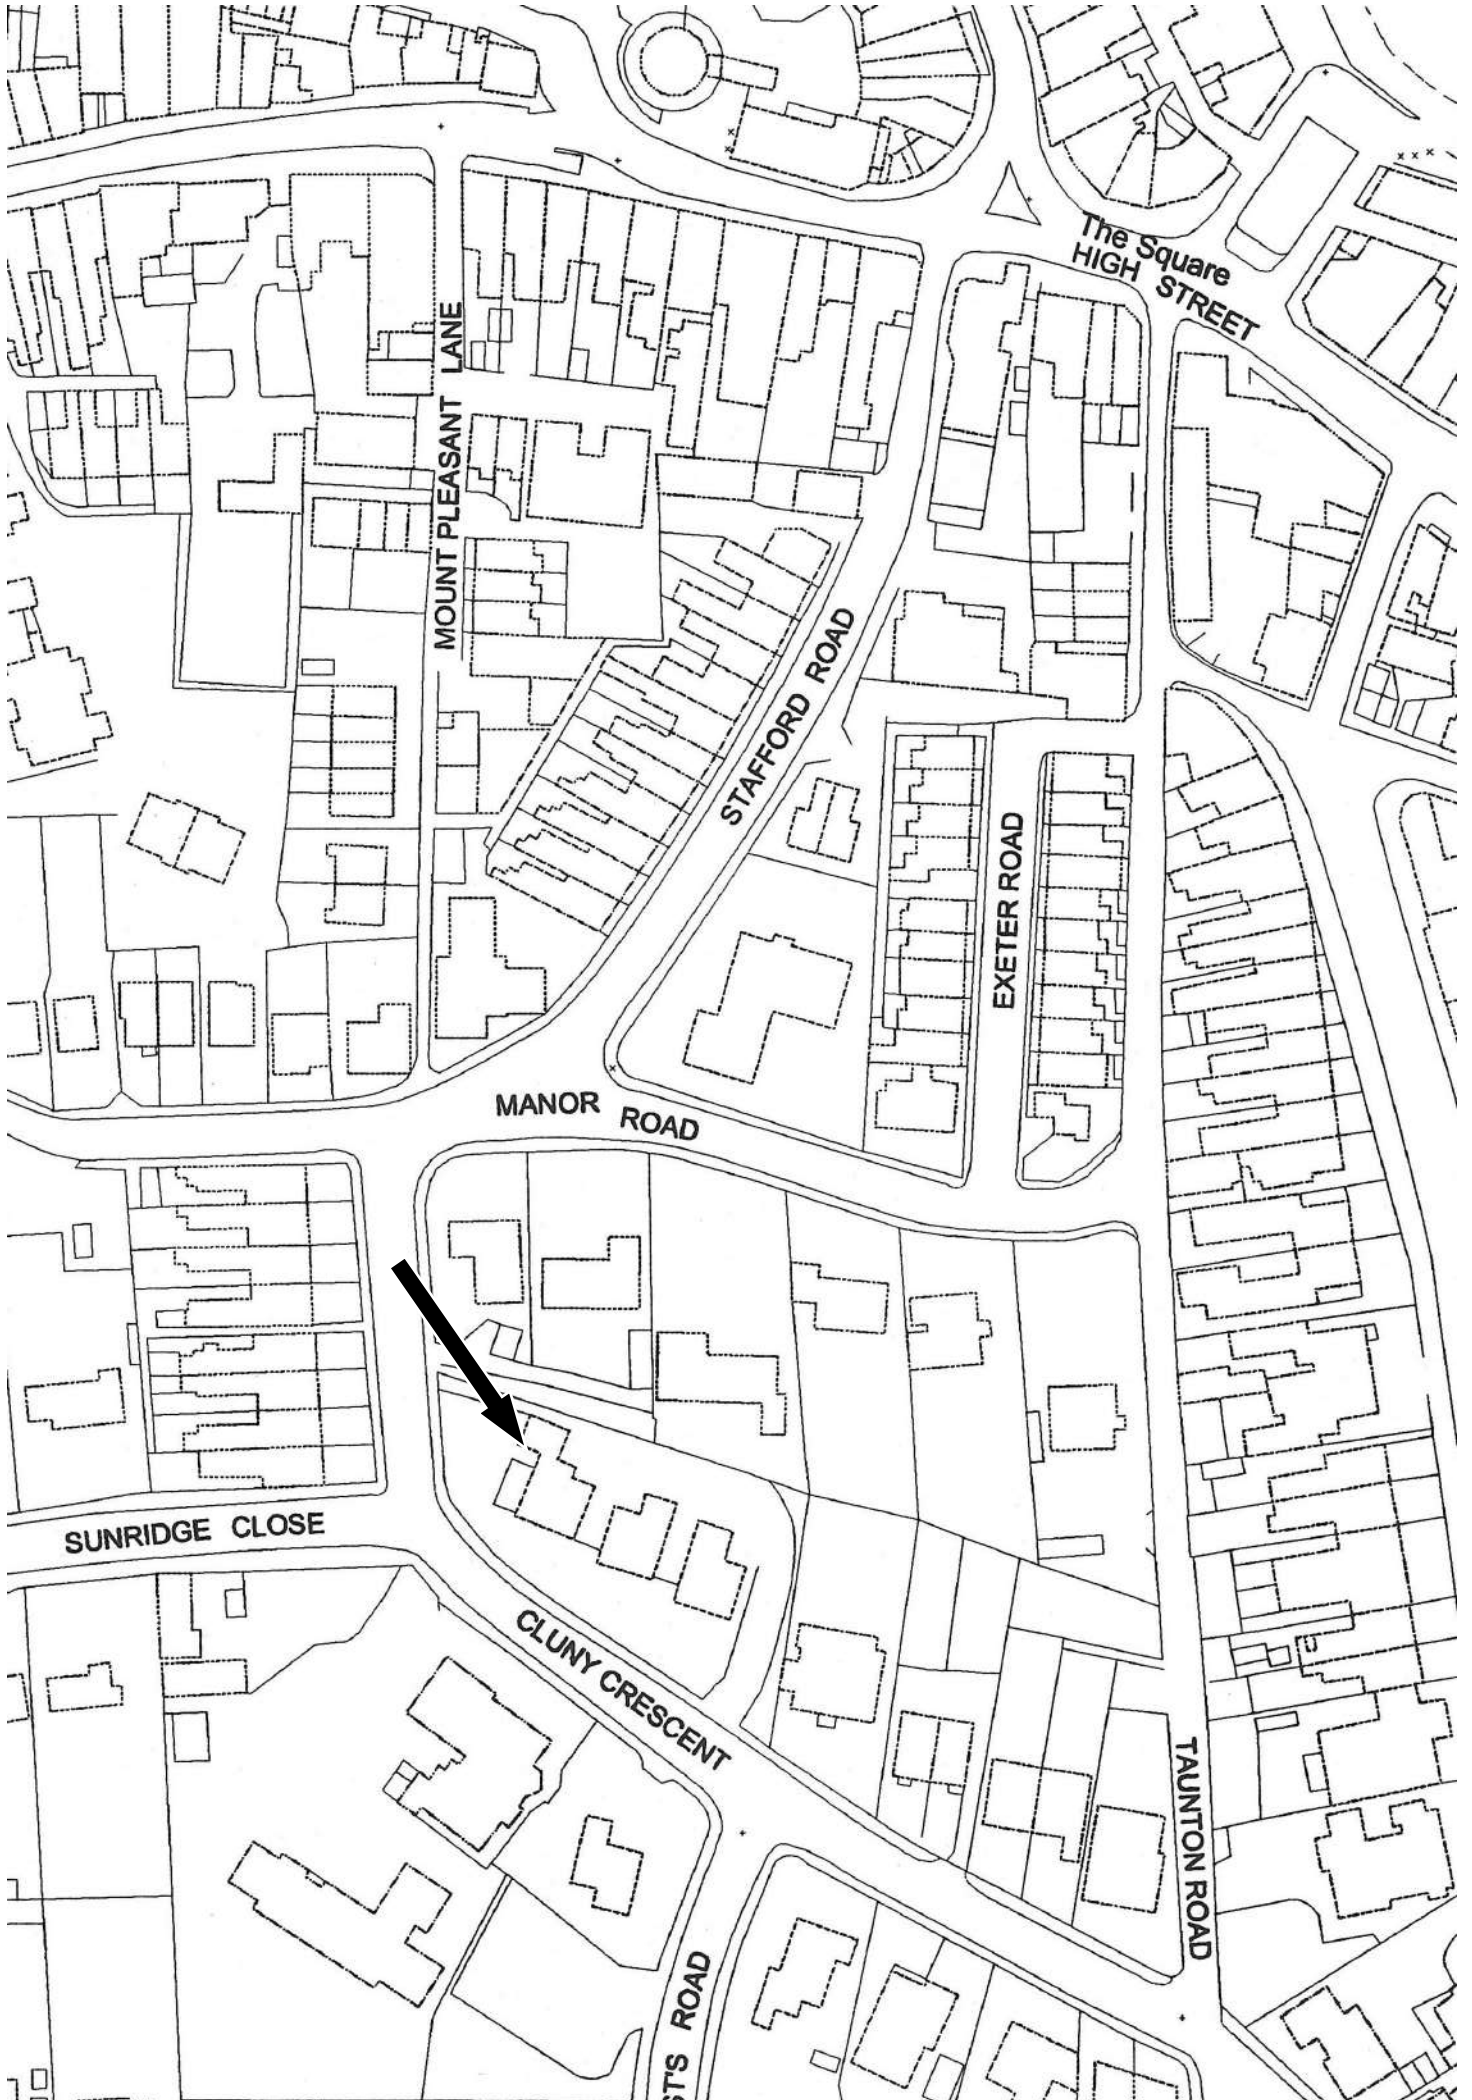 The Square
HIGH STREET
MOUNT PLEASANT LANE
STAFFORD ROAD
EXETER ROAD
MANOR ROAD
SUNRIDGE CLOSE
CLUNY CRESCENT
TAUNTON ROAD
ST'S ROAD